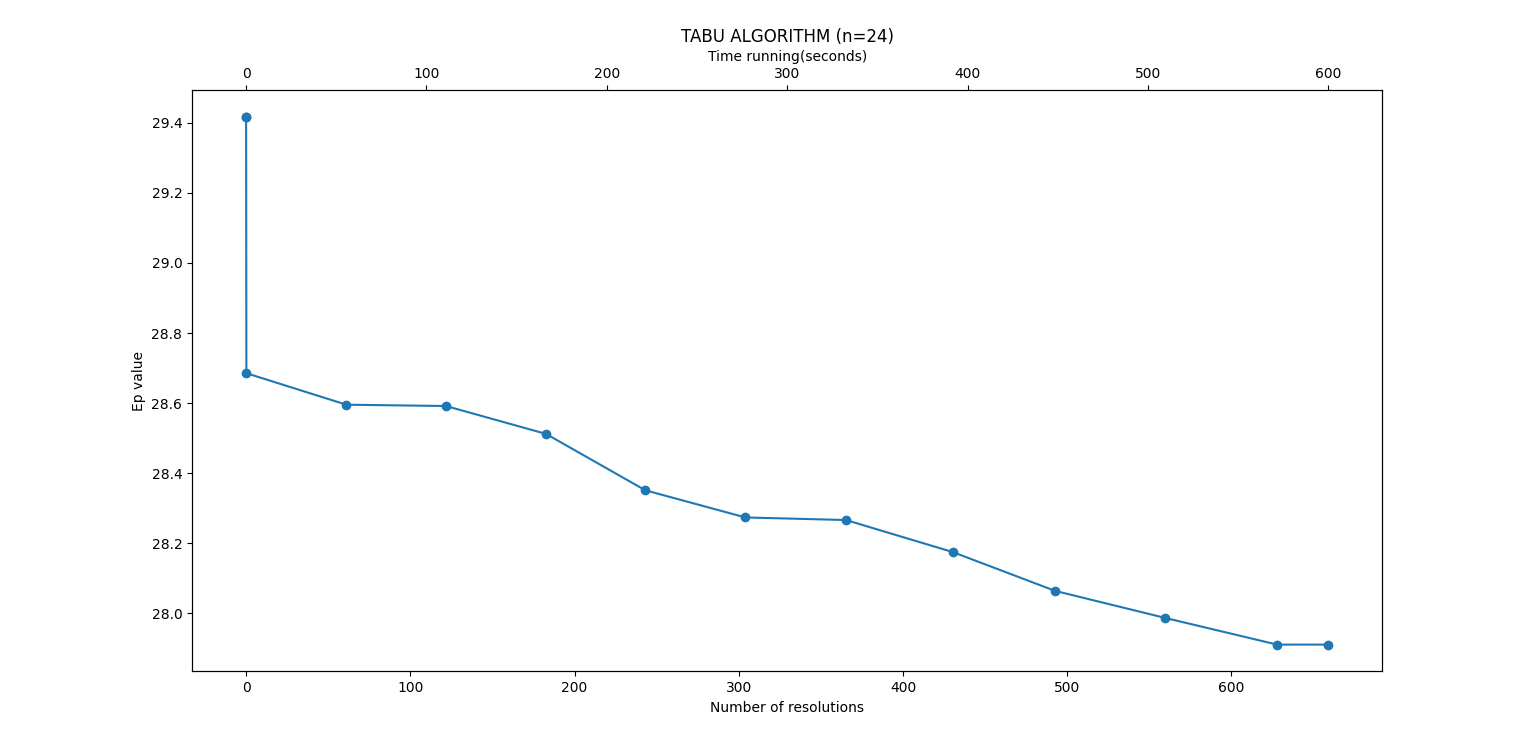 TABU ALGORITHM (n=24)
Time running(seconds)
0 100 200 300 400 500 600
29.4
29.2
29.0
28.8
28.6
28.4
28.2
28.0
Ep value
0 100 200 300 400 500 600
Number of resolutions